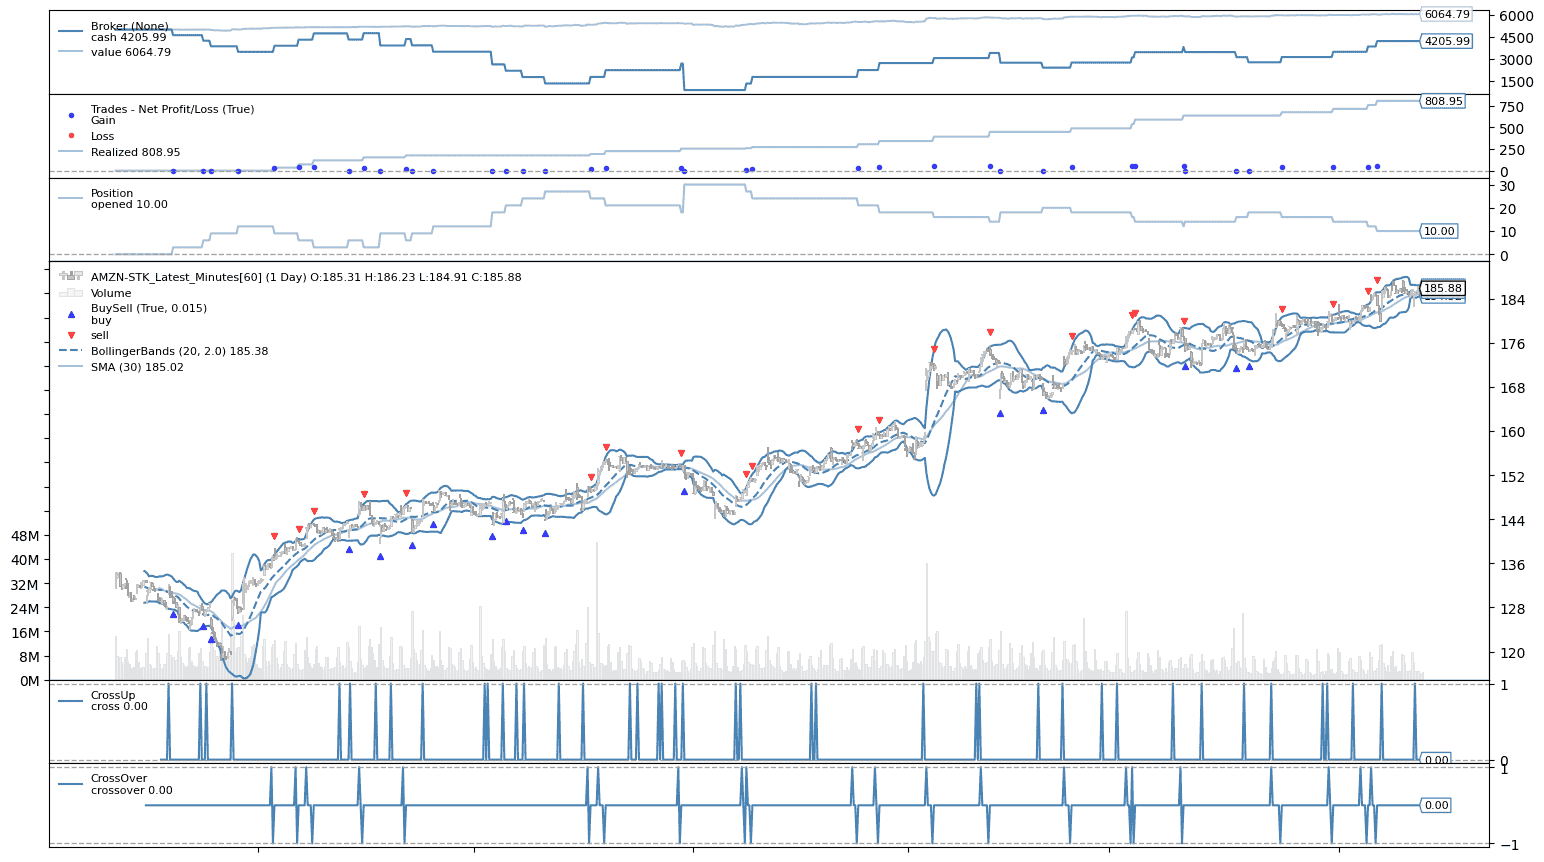 Broker (None)
cash 4205.99
value 6064.79
6064.79
4205.99
6000
4500
3000
1500
Trades - Net Profit/Loss (True)
Gain
Loss
Realized 808.95
808.95
750
500
250
0
Position
opened 10.00
10.00
30
20
10
0
AMZN-STK_Latest_Minutes[60] (1 Day) O:185.31 H:186.23 L:184.91 C:185.88
Volume
BuySell (True, 0.015)
buy
sell
BollingerBands (20, 2.0) 185.38
SMA (30) 185.02
185.88
184
176
168
160
152
144
136
128
120
48M
40M
32M
24M
16M
8M
0M
CrossUp
cross 0.00
1
0
0.00
CrossOver
crossover 0.00
1
0.00
−1